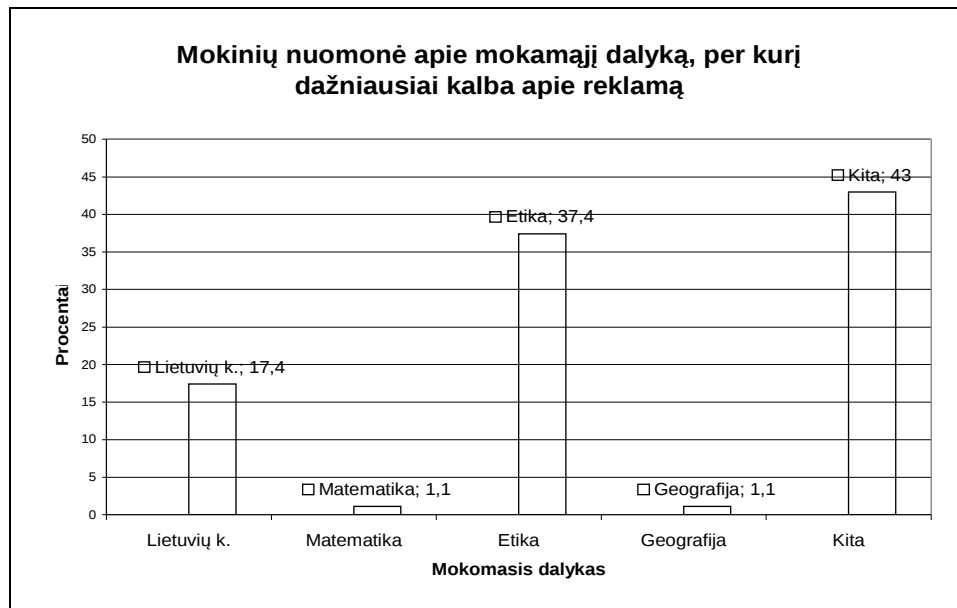 Mokinių nuomonė apie mokamąjį dalyką, per kurį
dažniausiai kalba apie reklamą
50
45
40
35
30
25
20
15
10
5
0
Procentai
Lietuvių k.; 17,4
Matematika; 1,1
Etika; 37,4
Geografija; 1,1
Kita; 43
Lietuvių k.
Matematika
Etika
Geografija
Kita
Mokomasis dalykas